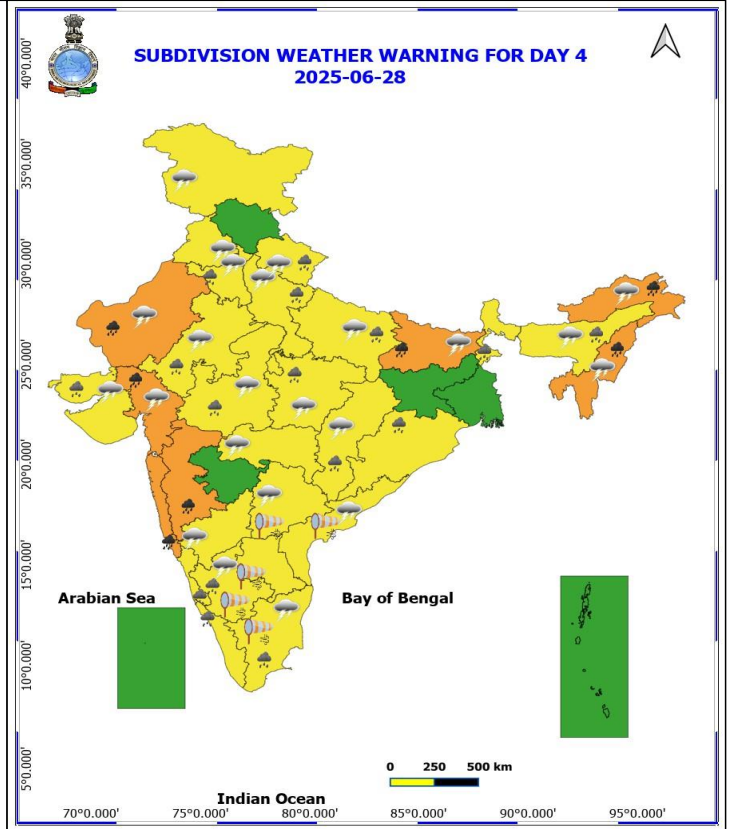 SUBDIVISION WEATHER WARNING FOR DAY 4
2025-06-28
40°0.000'
35°0.000'
30°0.000'
25°0.000'
20°0.000'
15°0.000'
10°0.000'
5°0.000'
Arabian Sea
Bay of Bengal
0 250 500 km
Indian Ocean
70°0.000' 75°0.000' 80°0.000' 85°0.000' 90°0.000' 95°0.000'